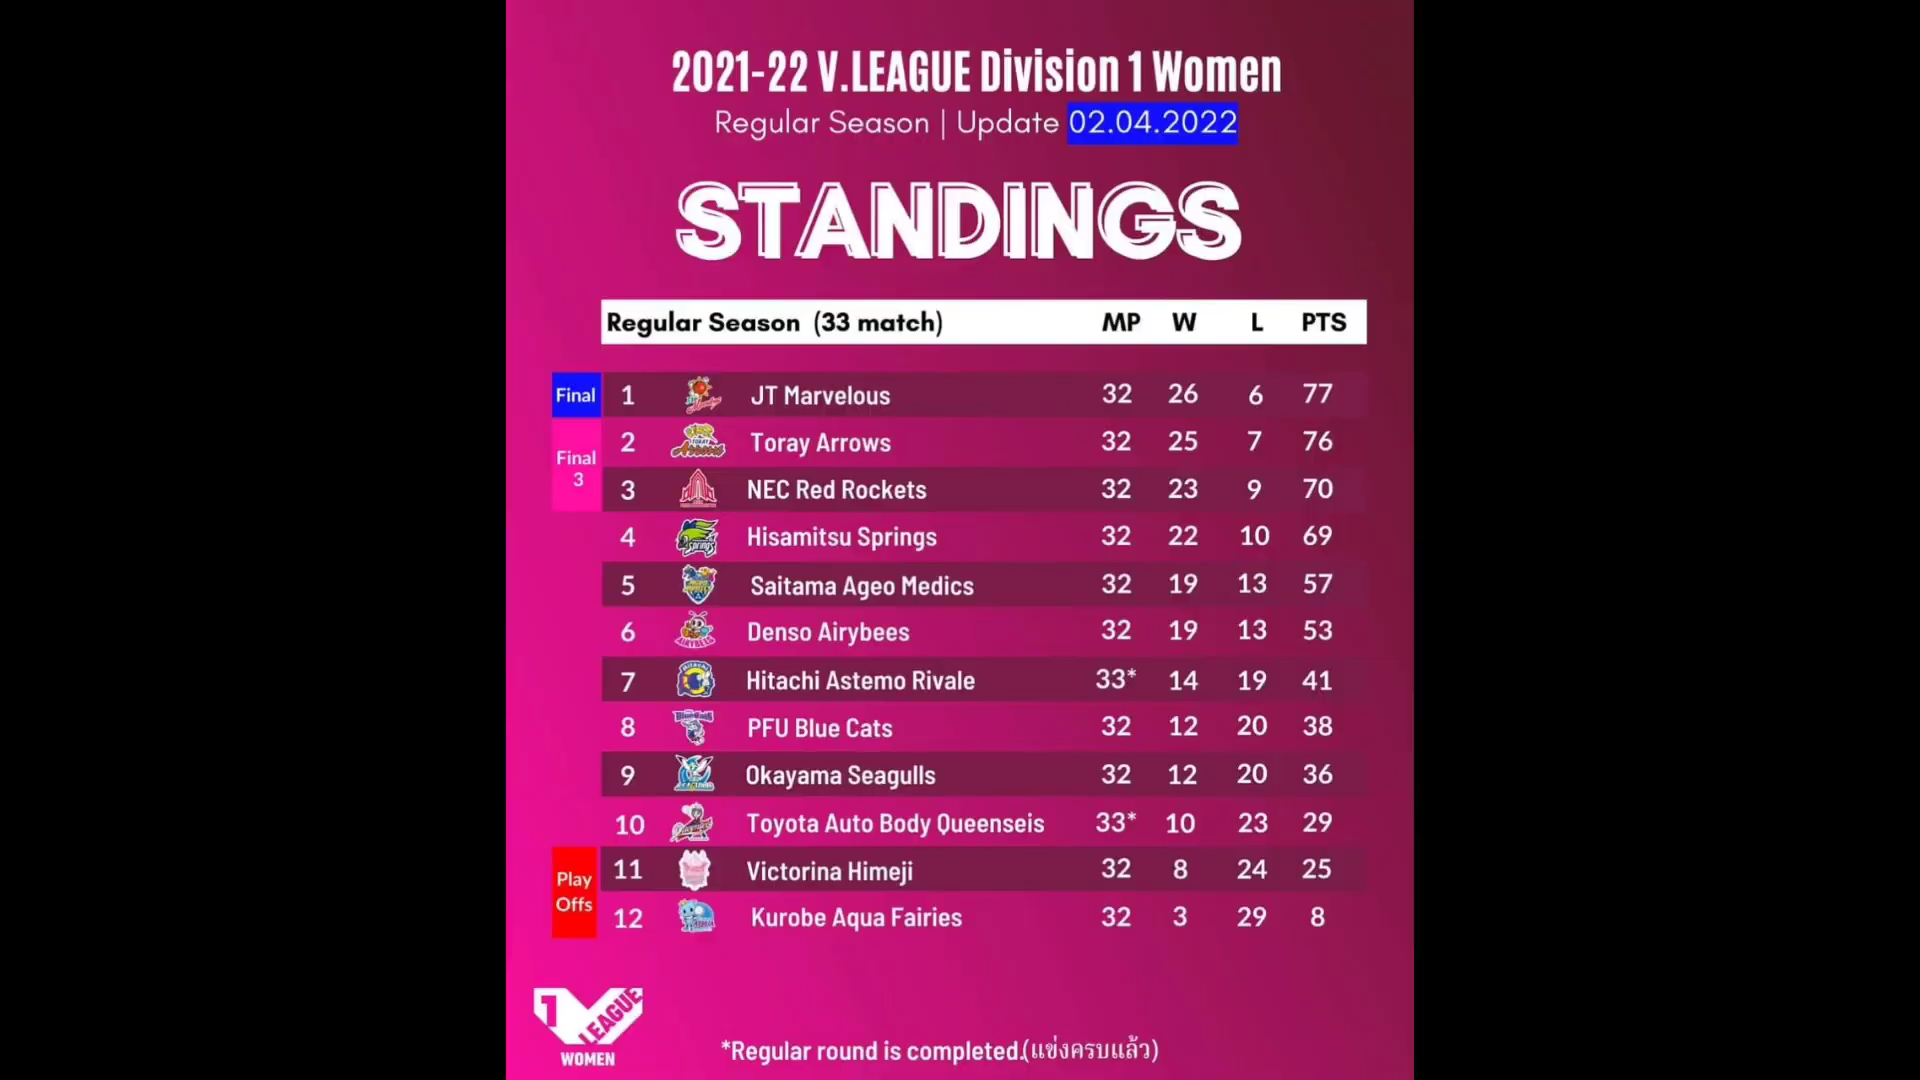 2021-22 V.LEAGUE Division 1 Women
Regular Season | Update 02.04.2022
STANDINGS
Regular Season (33 match) MP W L PTS
Final 1 JT Marvelous 32 26 6 77
Final 3
2 Toray Arrows 32 25 7 76
3 NEC Red Rockets 32 23 9 70
4 Hisamitsu Springs 32 22 10 69
5 Saitama Ageo Medics 32 19 13 57
6 Denso Airybees 32 19 13 53
7 Hitachi Astemo Rivale 33* 14 19 41
8 PFU Blue Cats 32 12 20 38
9 Okayama Seagulls 32 12 20 36
10 Toyota Auto Body Queenseis 33* 10 23 29
Play Offs
11 Victorina Himeji 32 8 24 25
12 Kurobe Aqua Fairies 32 3 29 8
1 LEAGUE
WOMEN
*Regular round is completed.(แข่งครบแล้ว)